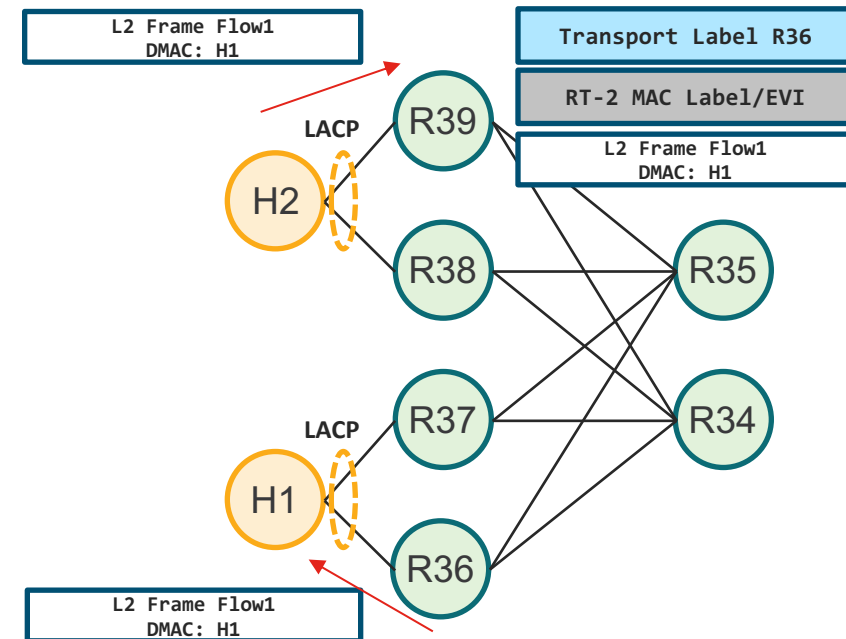 L2 Frame Flow1
DMAC: H1
Transport Label R36
RT-2 MAC Label/EVI
L2 Frame Flow1
DMAC: H1
LACP
R39
H2
R38
R35
LACP
R37
R34
H1
R36
L2 Frame Flow1
DMAC: H1